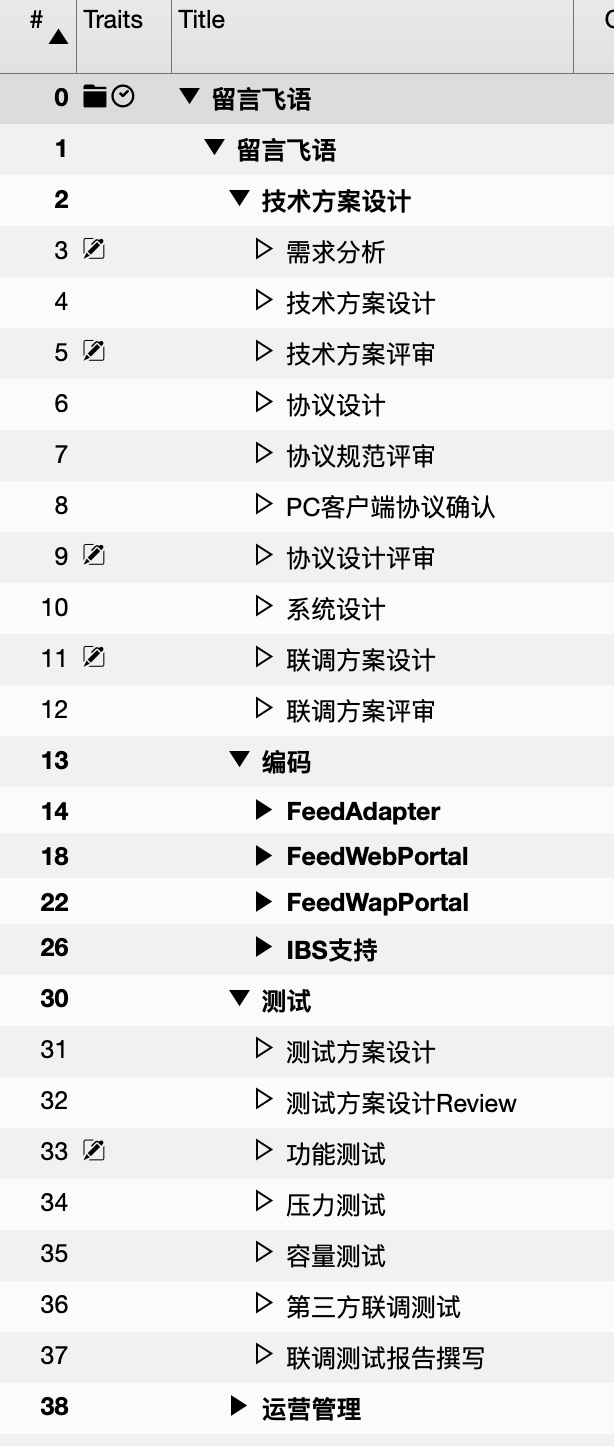 # Traits Title
0 留言飞语
1 留言飞语
2 技术方案设计
3 需求分析
4 技术方案设计
5 技术方案评审
6 协议设计
7 协议规范评审
8 PC客户端协议确认
9 协议设计评审
10 系统设计
11 联调方案设计
12 联调方案评审
13 编码
14 FeedAdapter
18 FeedWebPortal
22 FeedWapPortal
26 IBS支持
30 测试
31 测试方案设计
32 测试方案设计Review
33 功能测试
34 压力测试
35 容量测试
36 第三方联调测试
37 联调测试报告撰写
38 运营管理